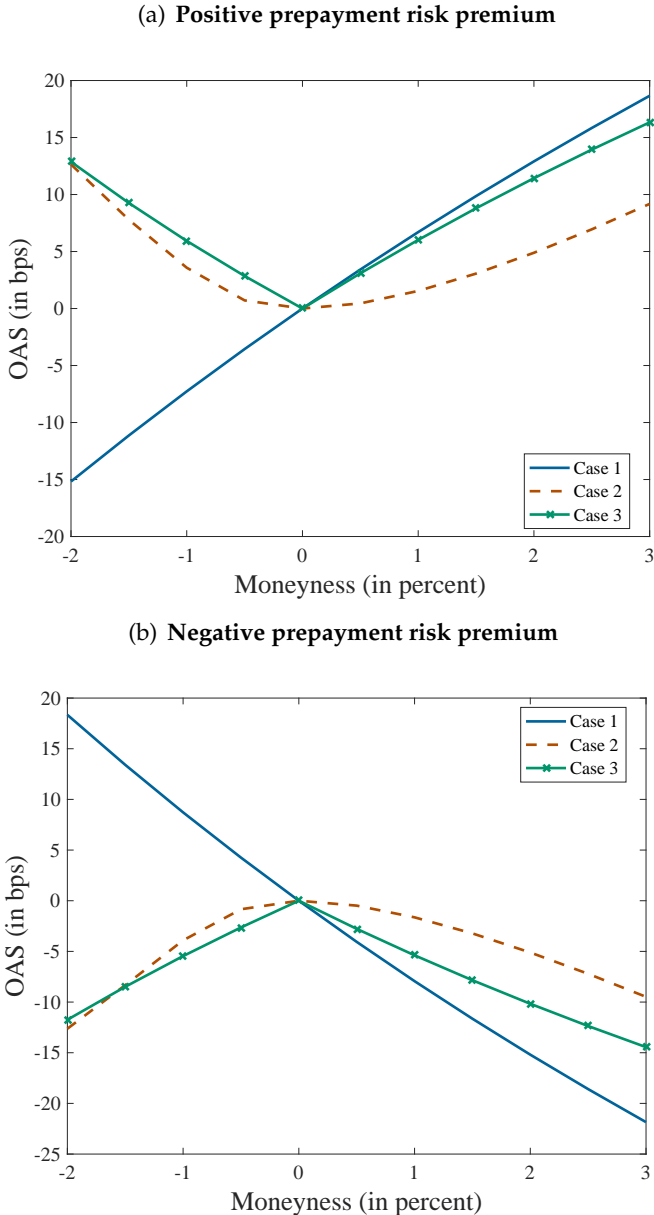 (a) Positive prepayment risk premium
20
15
10
5
0
-5
-10
-15
-20
OAS (in bps)
Case 1
Case 2
Case 3
-2 -1 0 1 2 3
Moneyness (in percent)
(b) Negative prepayment risk premium
20
15
10
5
0
-5
-10
-15
-20
-25
OAS (in bps)
Case 1
Case 2
Case 3
-2 -1 0 1 2 3
Moneyness (in percent)